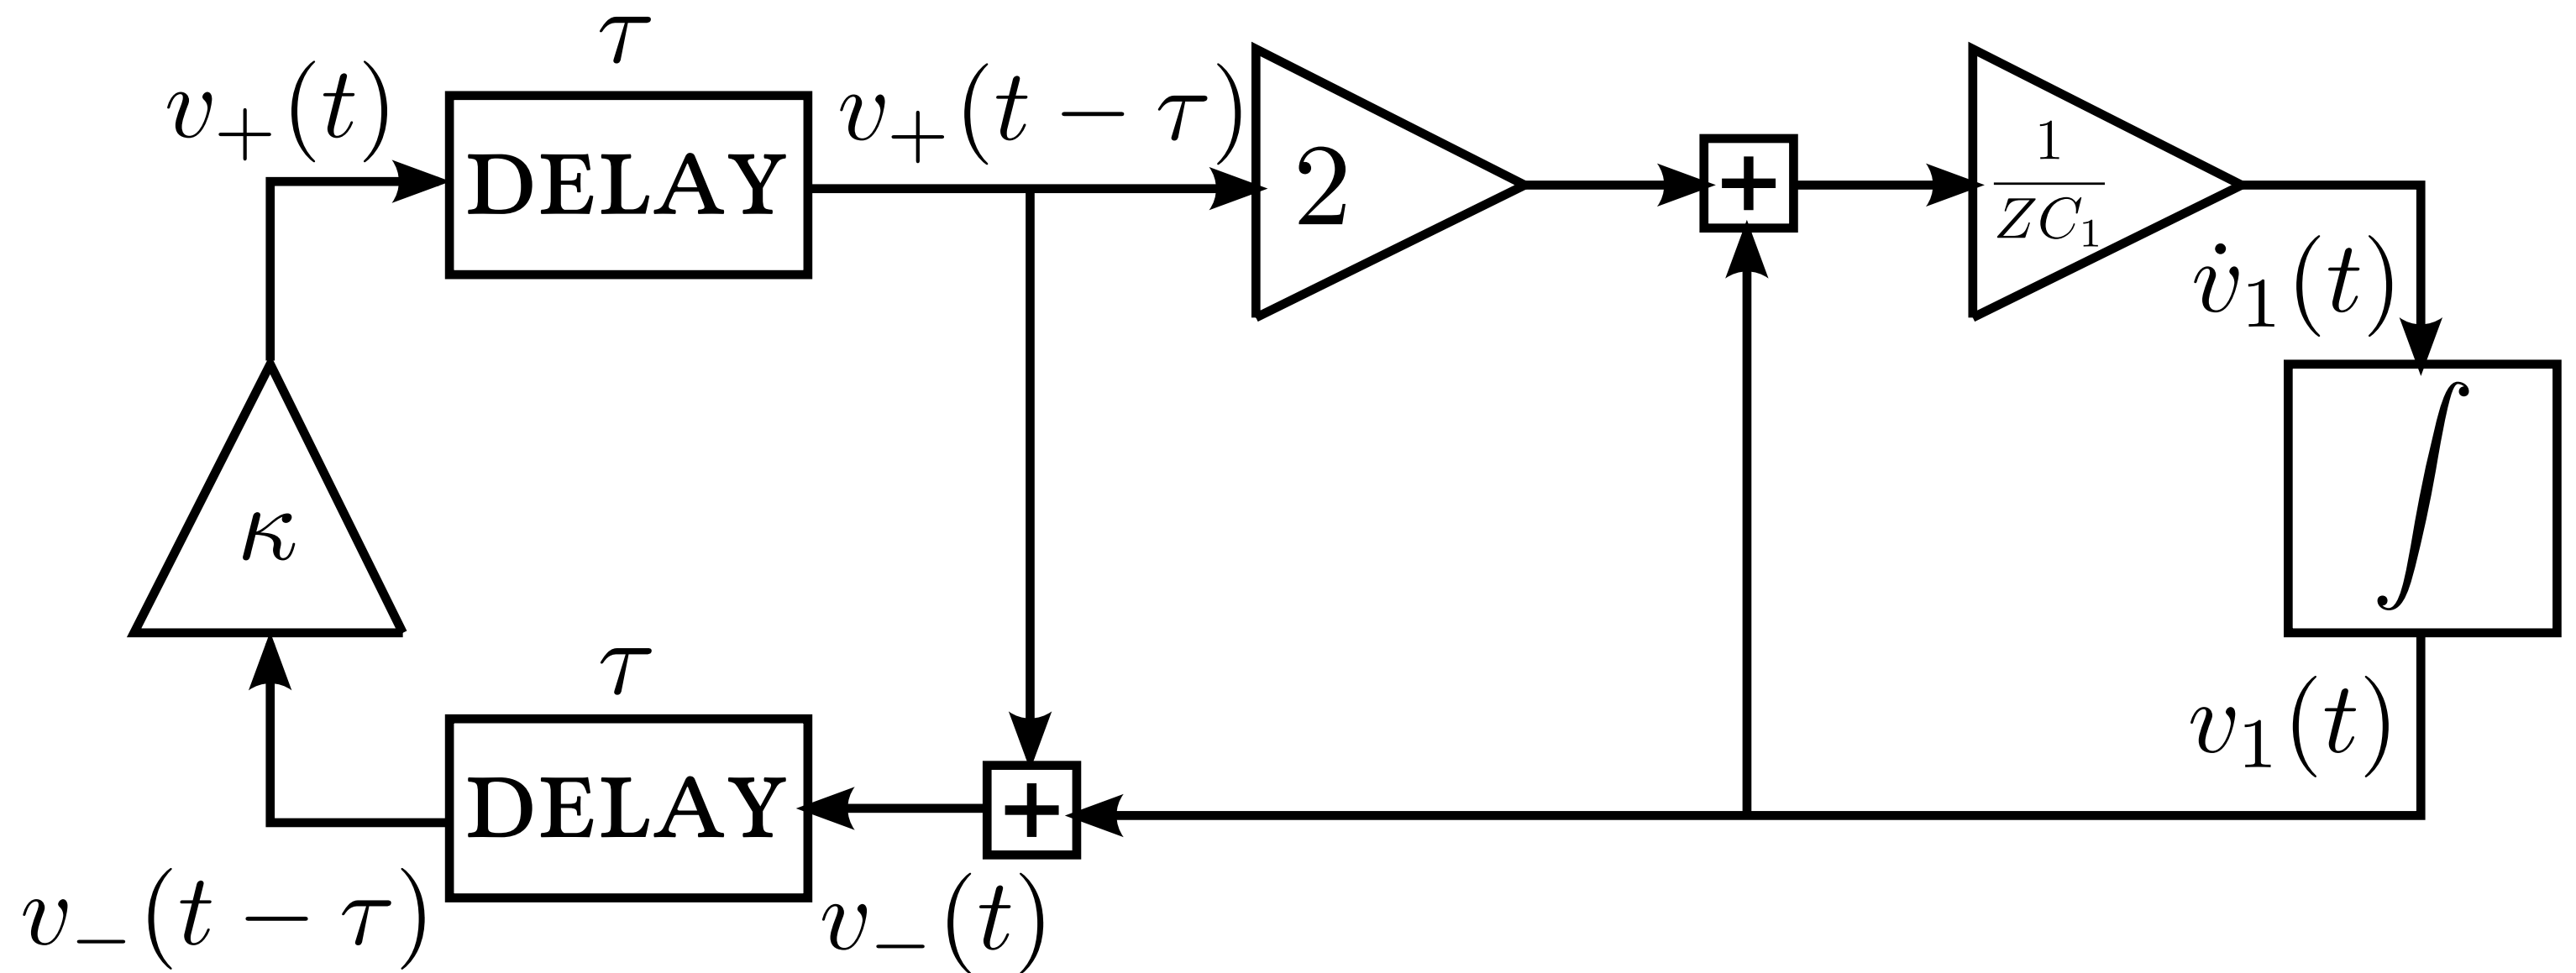 τ
v₊(t)
DELAY
v₊(t − τ)
2
+
1/ZC₁
v̇₁(t)
∫
κ
τ
v₁(t)
DELAY
+
v₋(t − τ)
v₋(t)